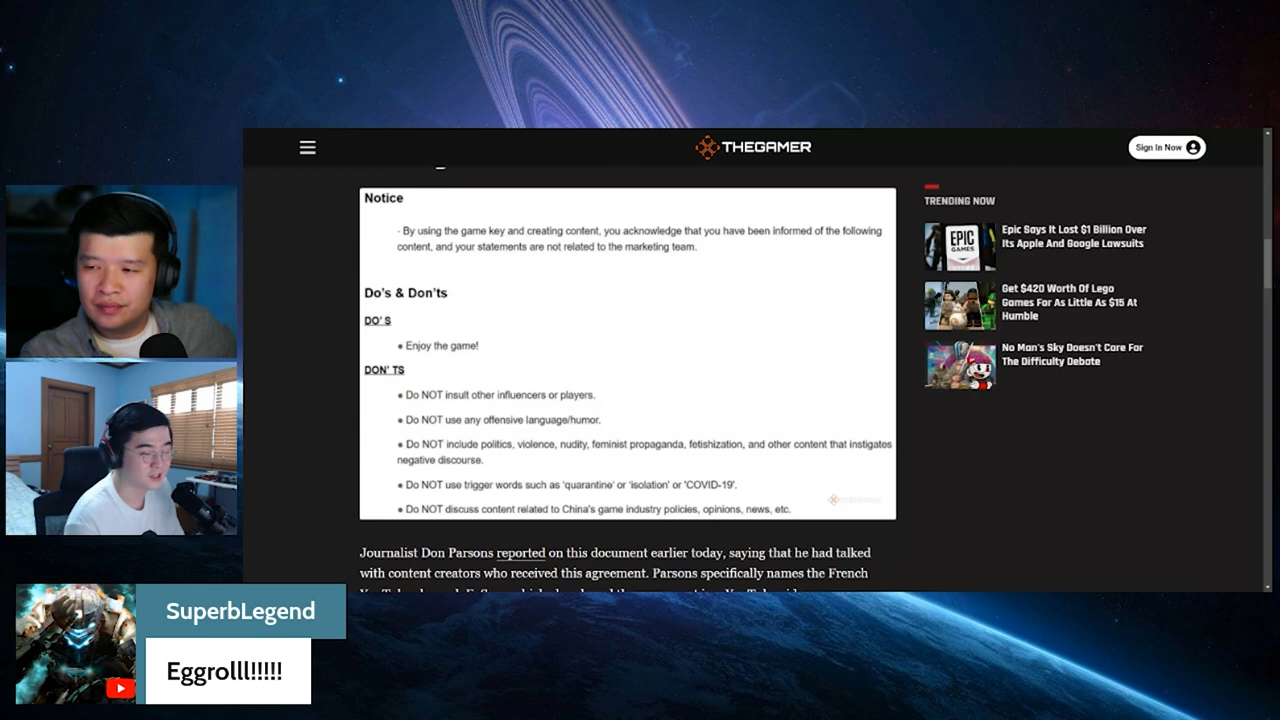 THEGAMER
Sign In Now
Notice
- By using the game key and creating content, you acknowledge that you have been informed of the following
content, and your statements are not related to the marketing team.
Do's & Don'ts
DO' S
● Enjoy the game!
DON' TS
● Do NOT insult other influencers or players.
● Do NOT use any offensive language/humor.
● Do NOT include politics, violence, nudity, feminist propaganda, fetishization, and other content that instigates
negative discourse.
● Do NOT use trigger words such as 'quarantine' or 'isolation' or 'COVID-19'.
● Do NOT discuss content related to China's game industry policies, opinions, news, etc.
THEGAMER
Journalist Don Parsons reported on this document earlier today, saying that he had talked
with content creators who received this agreement. Parsons specifically names the French
TRENDING NOW
EPIC
GAMES
Epic Says It Lost $1 Billion Over
Its Apple And Google Lawsuits
Get $420 Worth Of Lego
Games For As Little As $15 At
Humble
No Man's Sky Doesn't Care For
The Difficulty Debate
SuperbLegend
Eggrolll!!!!!